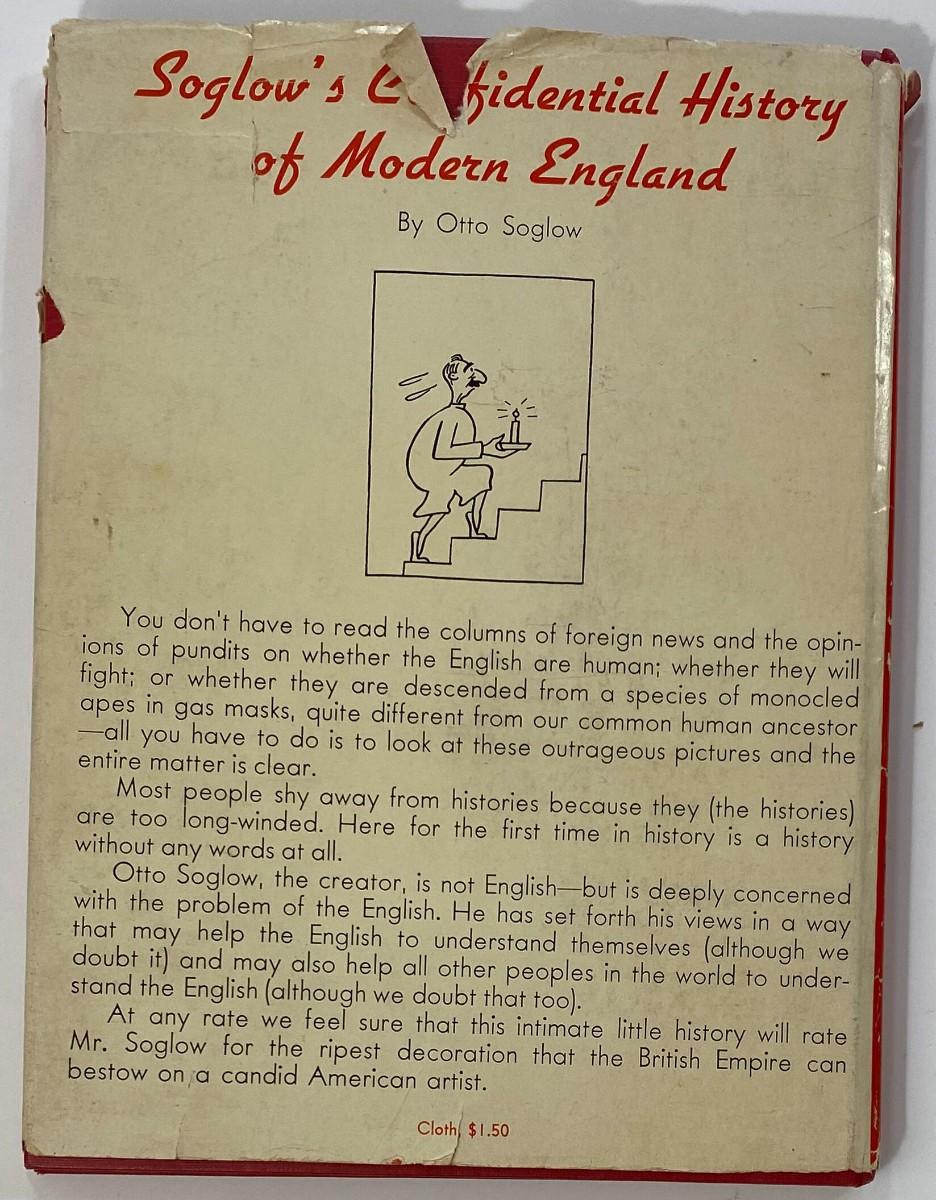 Soglow's C fidential History
of Modern England
By Otto Soglow
You don't have to read the columns of foreign news and the opin-
ions of pundits on whether the English are human; whether they will
fight; or whether they are descended from a species of monocled
apes in gas masks, quite different from our common human ancestor
—all you have to do is to look at these outrageous pictures and the
entire matter is clear.
Most people shy away from histories because they (the histories)
are too long-winded. Here for the first time in history is a history
without any words at all.
Otto Soglow, the creator, is not English—but is deeply concerned
with the problem of the English. He has set forth his views in a way
that may help the English to understand themselves (although we
doubt it) and may also help all other peoples in the world to under-
stand the English (although we doubt that too).
At any rate we feel sure that this intimate little history will rate
Mr. Soglow for the ripest decoration that the British Empire can
bestow on a candid American artist.
Cloth, $1.50